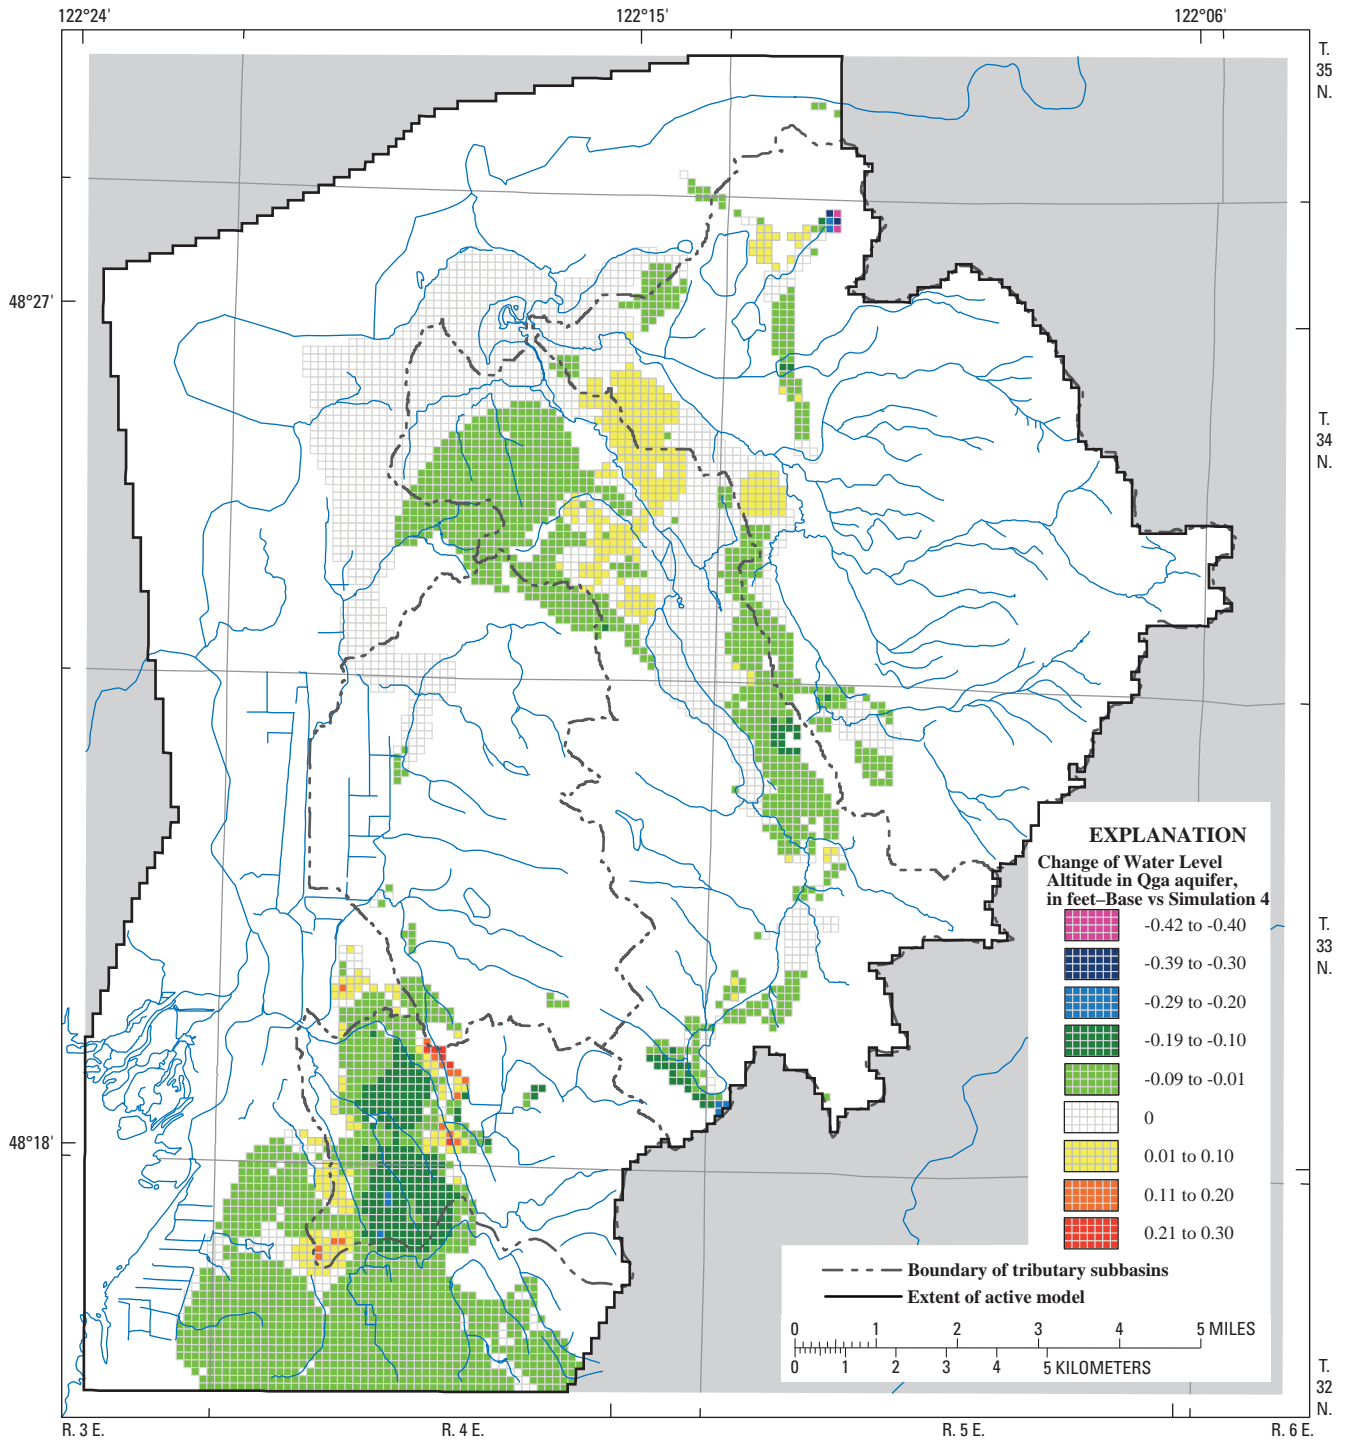 122°24' 122°15' 122°06'
T.
35
N.
48°27'
T.
34
N.
T.
33
N.
48°18'
T.
32
N.
EXPLANATION
Change of Water Level
Altitude in Qga aquifer,
in feet–Base vs Simulation 4
-0.42 to -0.40
-0.39 to -0.30
-0.29 to -0.20
-0.19 to -0.10
-0.09 to -0.01
0
0.01 to 0.10
0.11 to 0.20
0.21 to 0.30
Boundary of tributary subbasins
Extent of active model
0 1 2 3 4 5 MILES
0 1 2 3 4 5 KILOMETERS
R. 3 E. R. 4 E. R. 5 E. R. 6 E.